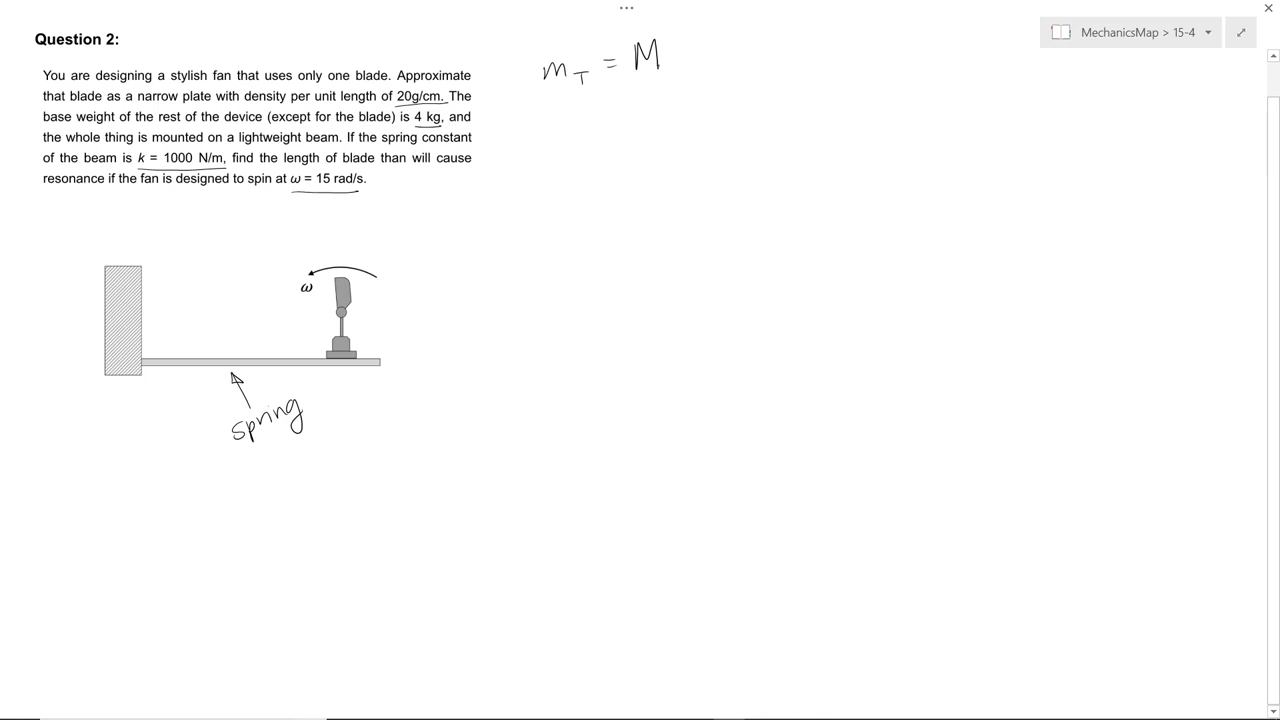 MechanicsMap > 15-4
Question 2:
m_T = M
You are designing a stylish fan that uses only one blade. Approximate
that blade as a narrow plate with density per unit length of 20g/cm. The
base weight of the rest of the device (except for the blade) is 4 kg, and
the whole thing is mounted on a lightweight beam. If the spring constant
of the beam is k = 1000 N/m, find the length of blade than will cause
resonance if the fan is designed to spin at ω = 15 rad/s.
ω
spring